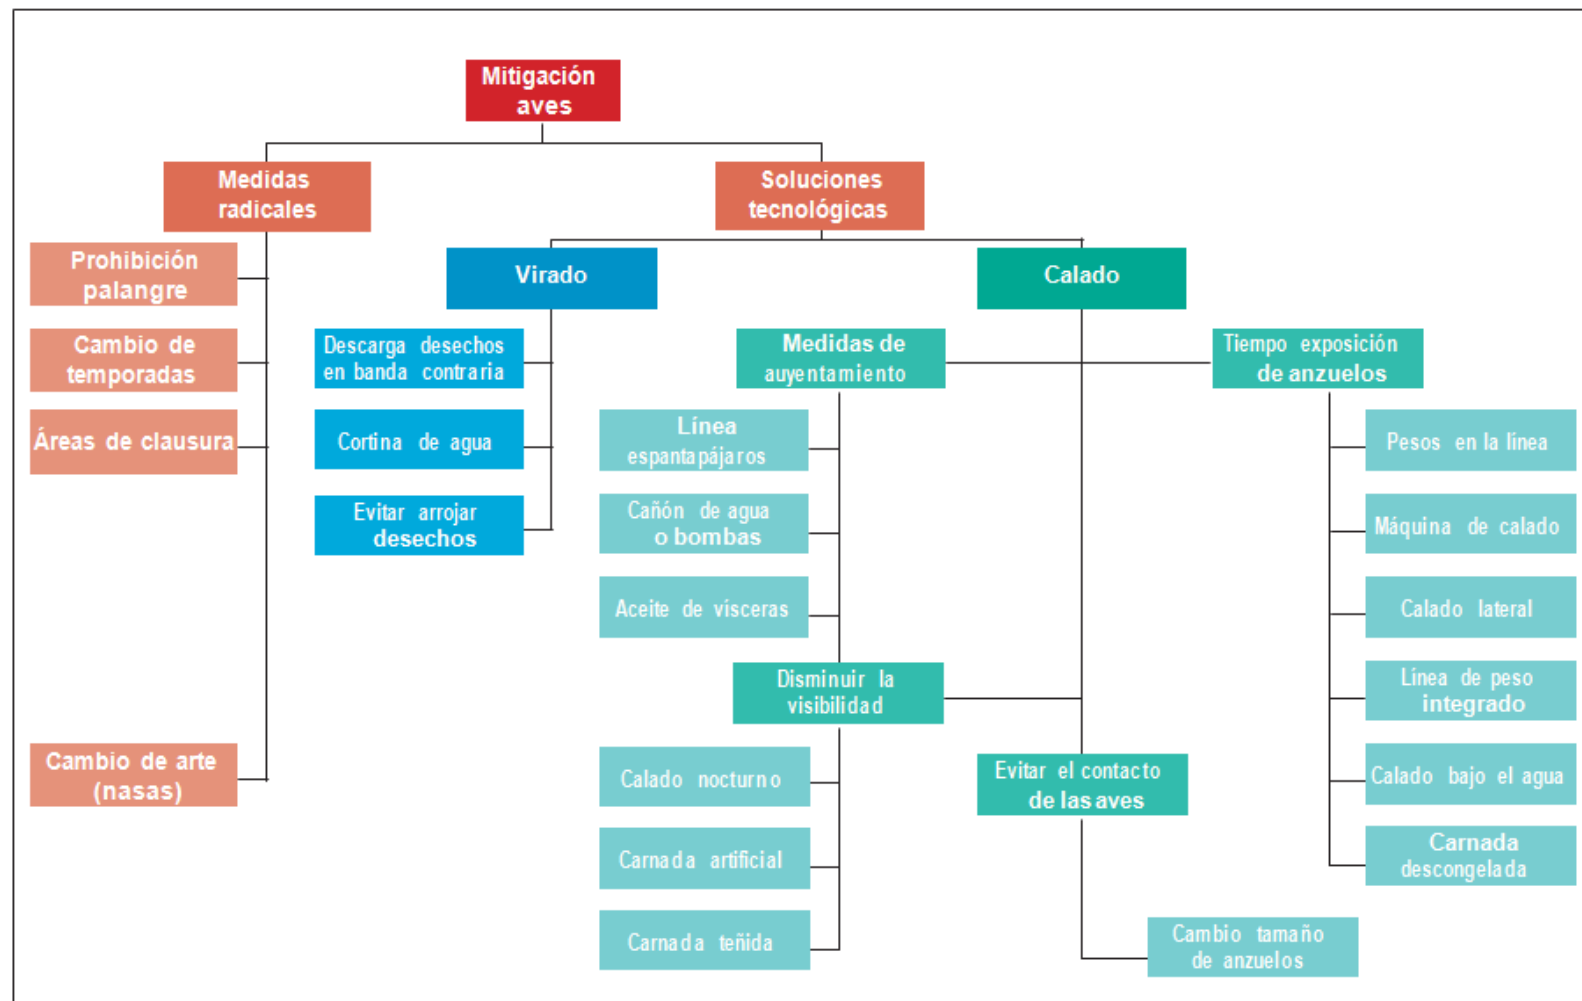 Mitigación
aves
Medidas
radicales
Soluciones
tecnológicas
Prohibición
palangre
Cambio de
temporadas
Áreas de clausura
Cambio de arte
(nasas)
Virado
Descarga desechos
en banda contraria
Cortina de agua
Evitar arrojar
desechos
Calado
Medidas de
auyentamiento
Línea
espantapájaros
Cañón de agua
o bombas
Aceite de vísceras
Disminuir la
visibilidad
Calado nocturno
Carnada artificial
Carnada teñida
Evitar el contacto
de las aves
Cambio tamaño
de anzuelos
Tiempo exposición
de anzuelos
Pesos en la línea
Máquina de calado
Calado lateral
Línea de peso
integrado
Calado bajo el agua
Carnada
descongelada